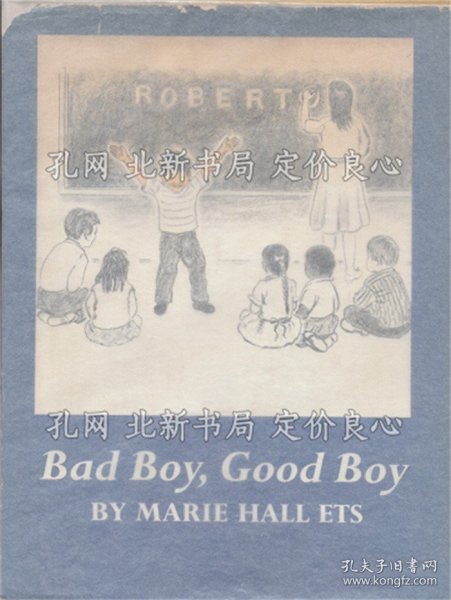 ROBERTO
孔网 北新书局 定价良心
孔网 北新书局 定价良心
Bad Boy, Good Boy
BY MARIE HALL ETS
孔夫子旧书网
www.kongfz.com